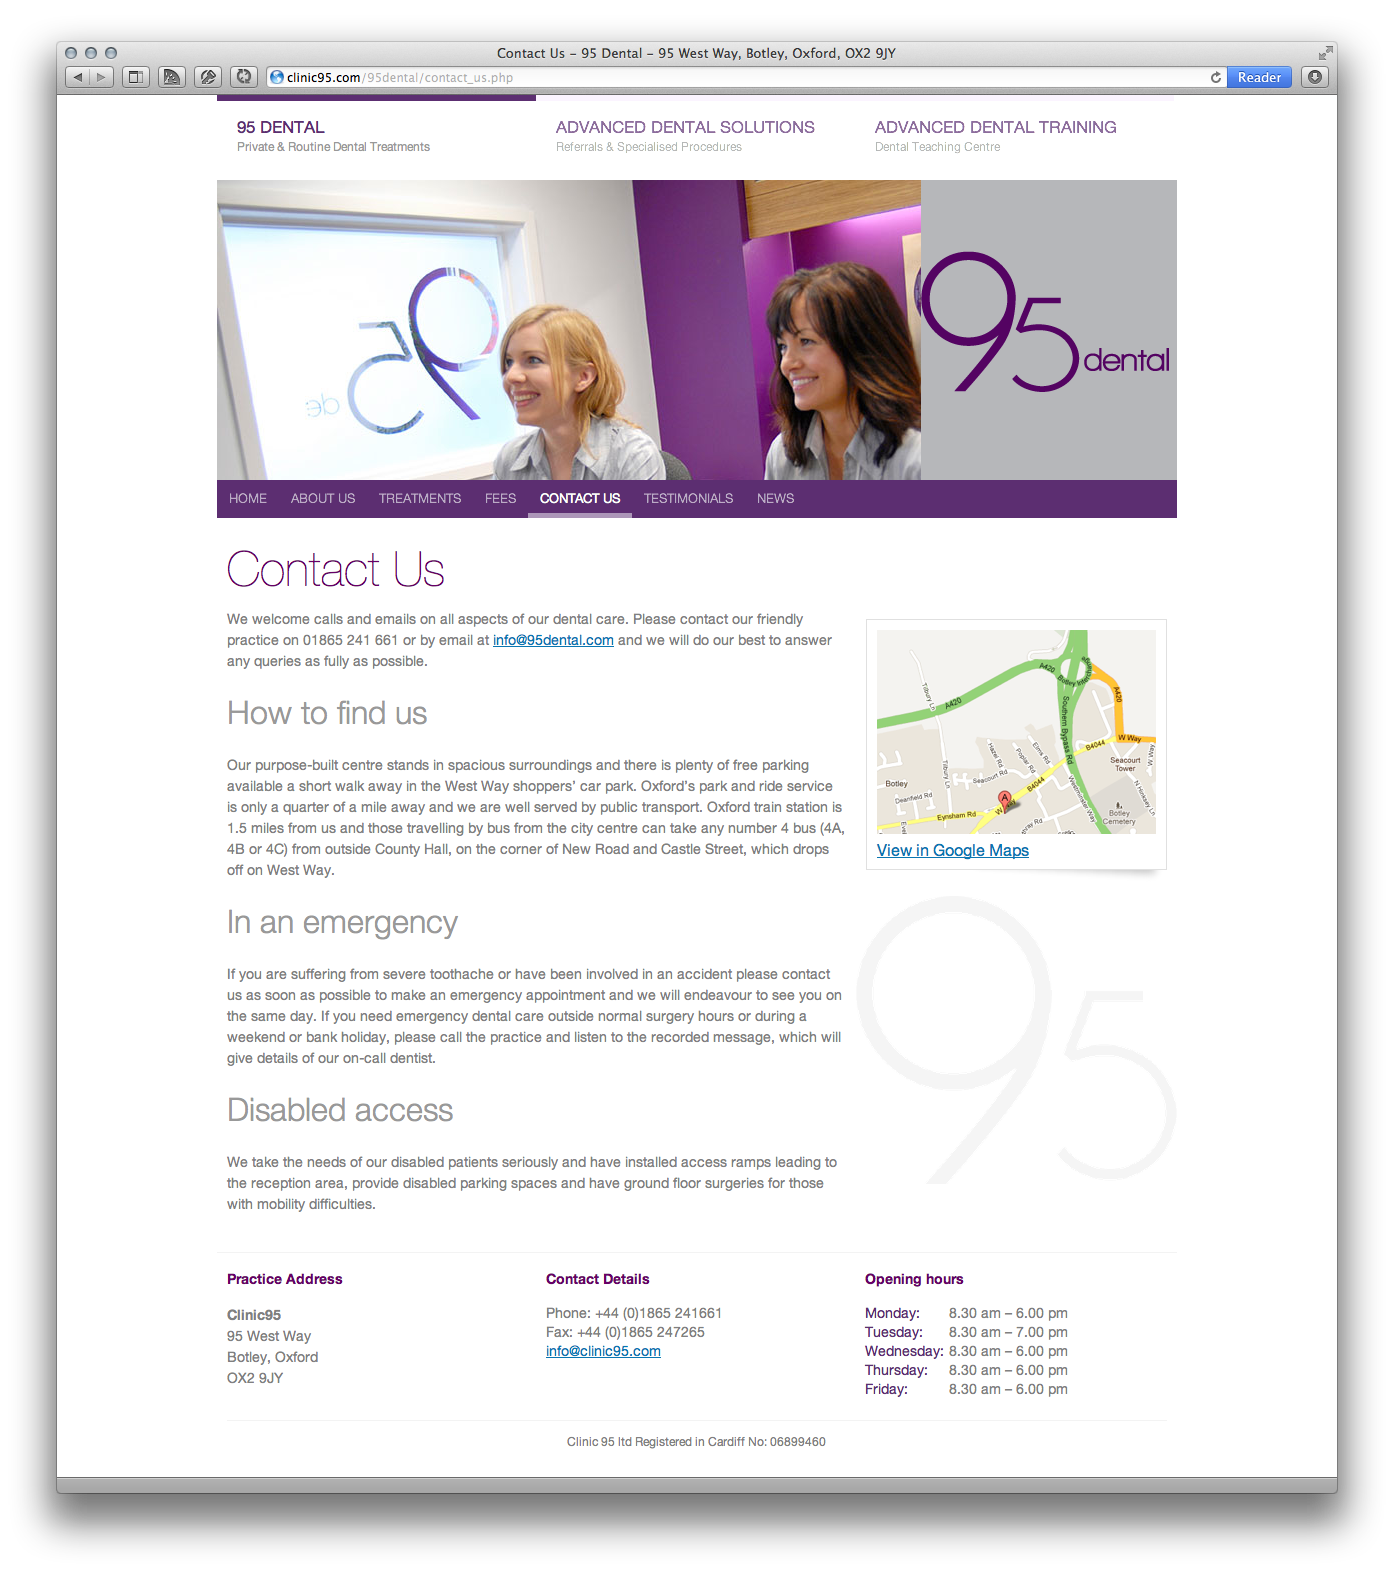 Contact Us – 95 Dental – 95 West Way, Botley, Oxford, OX2 9JY
clinic95.com/95dental/contact_us.php
Reader
95 DENTAL
Private & Routine Dental Treatments
ADVANCED DENTAL SOLUTIONS
Referrals & Specialised Procedures
ADVANCED DENTAL TRAINING
Dental Teaching Centre
95
de
95 dental
HOME ABOUT US TREATMENTS FEES CONTACT US TESTIMONIALS NEWS
Contact Us
We welcome calls and emails on all aspects of our dental care. Please contact our friendly
practice on 01865 241 661 or by email at info@95dental.com and we will do our best to answer
any queries as fully as possible.
How to find us
Our purpose-built centre stands in spacious surroundings and there is plenty of free parking
available a short walk away in the West Way shoppers’ car park. Oxford’s park and ride service
is only a quarter of a mile away and we are well served by public transport. Oxford train station is
1.5 miles from us and those travelling by bus from the city centre can take any number 4 bus (4A,
4B or 4C) from outside County Hall, on the corner of New Road and Castle Street, which drops
off on West Way.
In an emergency
If you are suffering from severe toothache or have been involved in an accident please contact
us as soon as possible to make an emergency appointment and we will endeavour to see you on
the same day. If you need emergency dental care outside normal surgery hours or during a
weekend or bank holiday, please call the practice and listen to the recorded message, which will
give details of our on-call dentist.
Disabled access
We take the needs of our disabled patients seriously and have installed access ramps leading to
the reception area, provide disabled parking spaces and have ground floor surgeries for those
with mobility difficulties.
A420
A420
A420
Botley Interchange
Tilbury Ln
Southern Bypass Rd
B4044
W Way
Seacourt
Tower
W Way
Hazel Rd
Poplar Rd
Elms Rd
Seacourt Rd
Tilbury Ln
Botley
Deanfield Rd
B4044
Westminster Way
N Hinksey Ln
A
Eynsham Rd
Botley
Cemetery
View in Google Maps
95
Practice Address
Clinic95
95 West Way
Botley, Oxford
OX2 9JY
Contact Details
Phone: +44 (0)1865 241661
Fax: +44 (0)1865 247265
info@clinic95.com
Opening hours
Monday: 8.30 am – 6.00 pm
Tuesday: 8.30 am – 7.00 pm
Wednesday: 8.30 am – 6.00 pm
Thursday: 8.30 am – 6.00 pm
Friday: 8.30 am – 6.00 pm
Clinic 95 ltd Registered in Cardiff No: 06899460